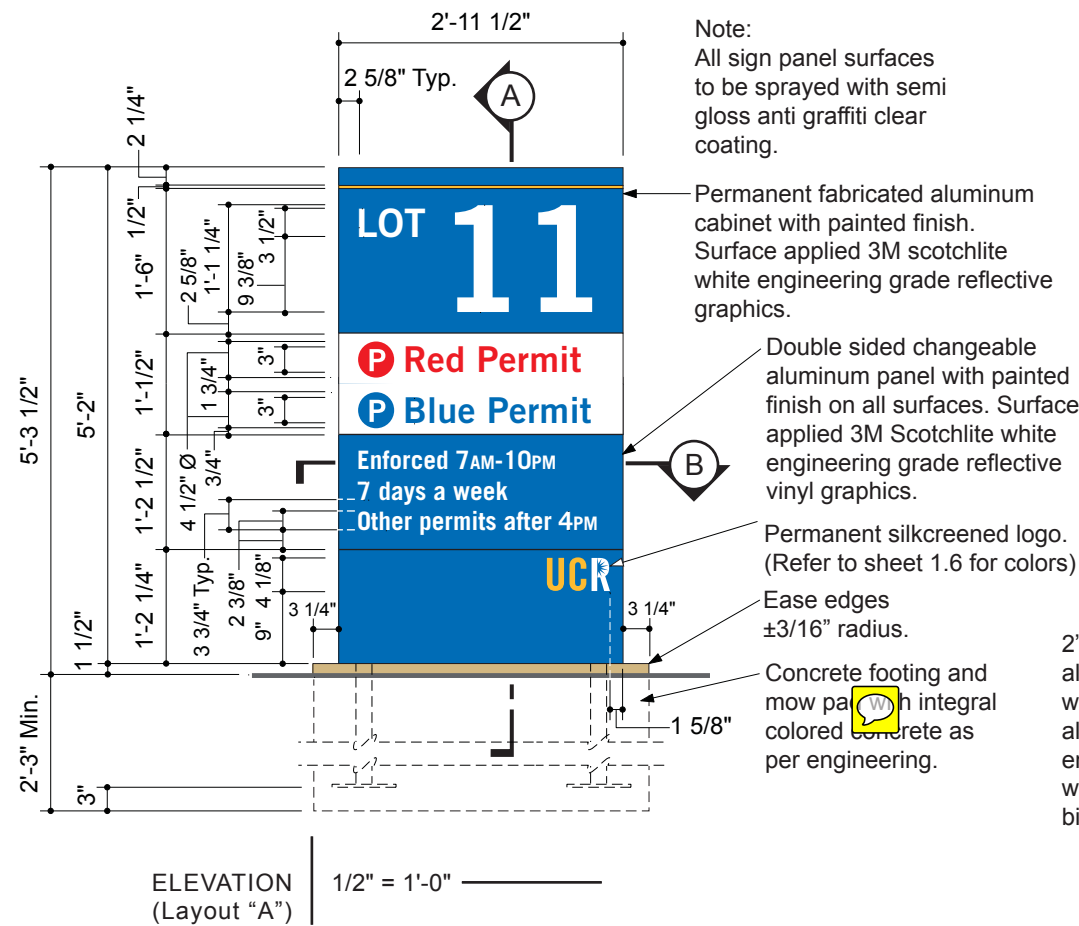 2'-11 1/2"
2 5/8" Typ.
A
Note:
All sign panel surfaces
to be sprayed with semi
gloss anti graffiti clear
coating.
Permanent fabricated aluminum
cabinet with painted finish.
Surface applied 3M scotchlite
white engineering grade reflective
graphics.
Double sided changeable
aluminum panel with painted
finish on all surfaces. Surface
applied 3M Scotchlite white
engineering grade reflective
vinyl graphics.
B
Permanent silkscreened logo.
(Refer to sheet 1.6 for colors)
Ease edges
±3/16” radius.
Concrete footing and
mow pad with integral
colored concrete as
per engineering.
2’
al
w
al
er
w
bi
LOT 11
P Red Permit
P Blue Permit
Enforced 7AM-10PM
7 days a week
Other permits after 4PM
UCR
5'-3 1/2"
2'-3" Min.
5'-2"
1 1/2"
3"
2 1/4"
1/2"
1'-6"
1'-1/2"
1'-2 1/2"
1'-2 1/4"
2 5/8"
1'-1 1/4"
9 3/8"
3 1/2"
4 1/2" Ø
1 3/4"
3/4"
3"
3"
3 3/4" Typ.
2 3/8"
9"
4 1/8"
3 1/4"
3 1/4"
1 5/8"
ELEVATION
(Layout “A”)
1/2" = 1'-0"